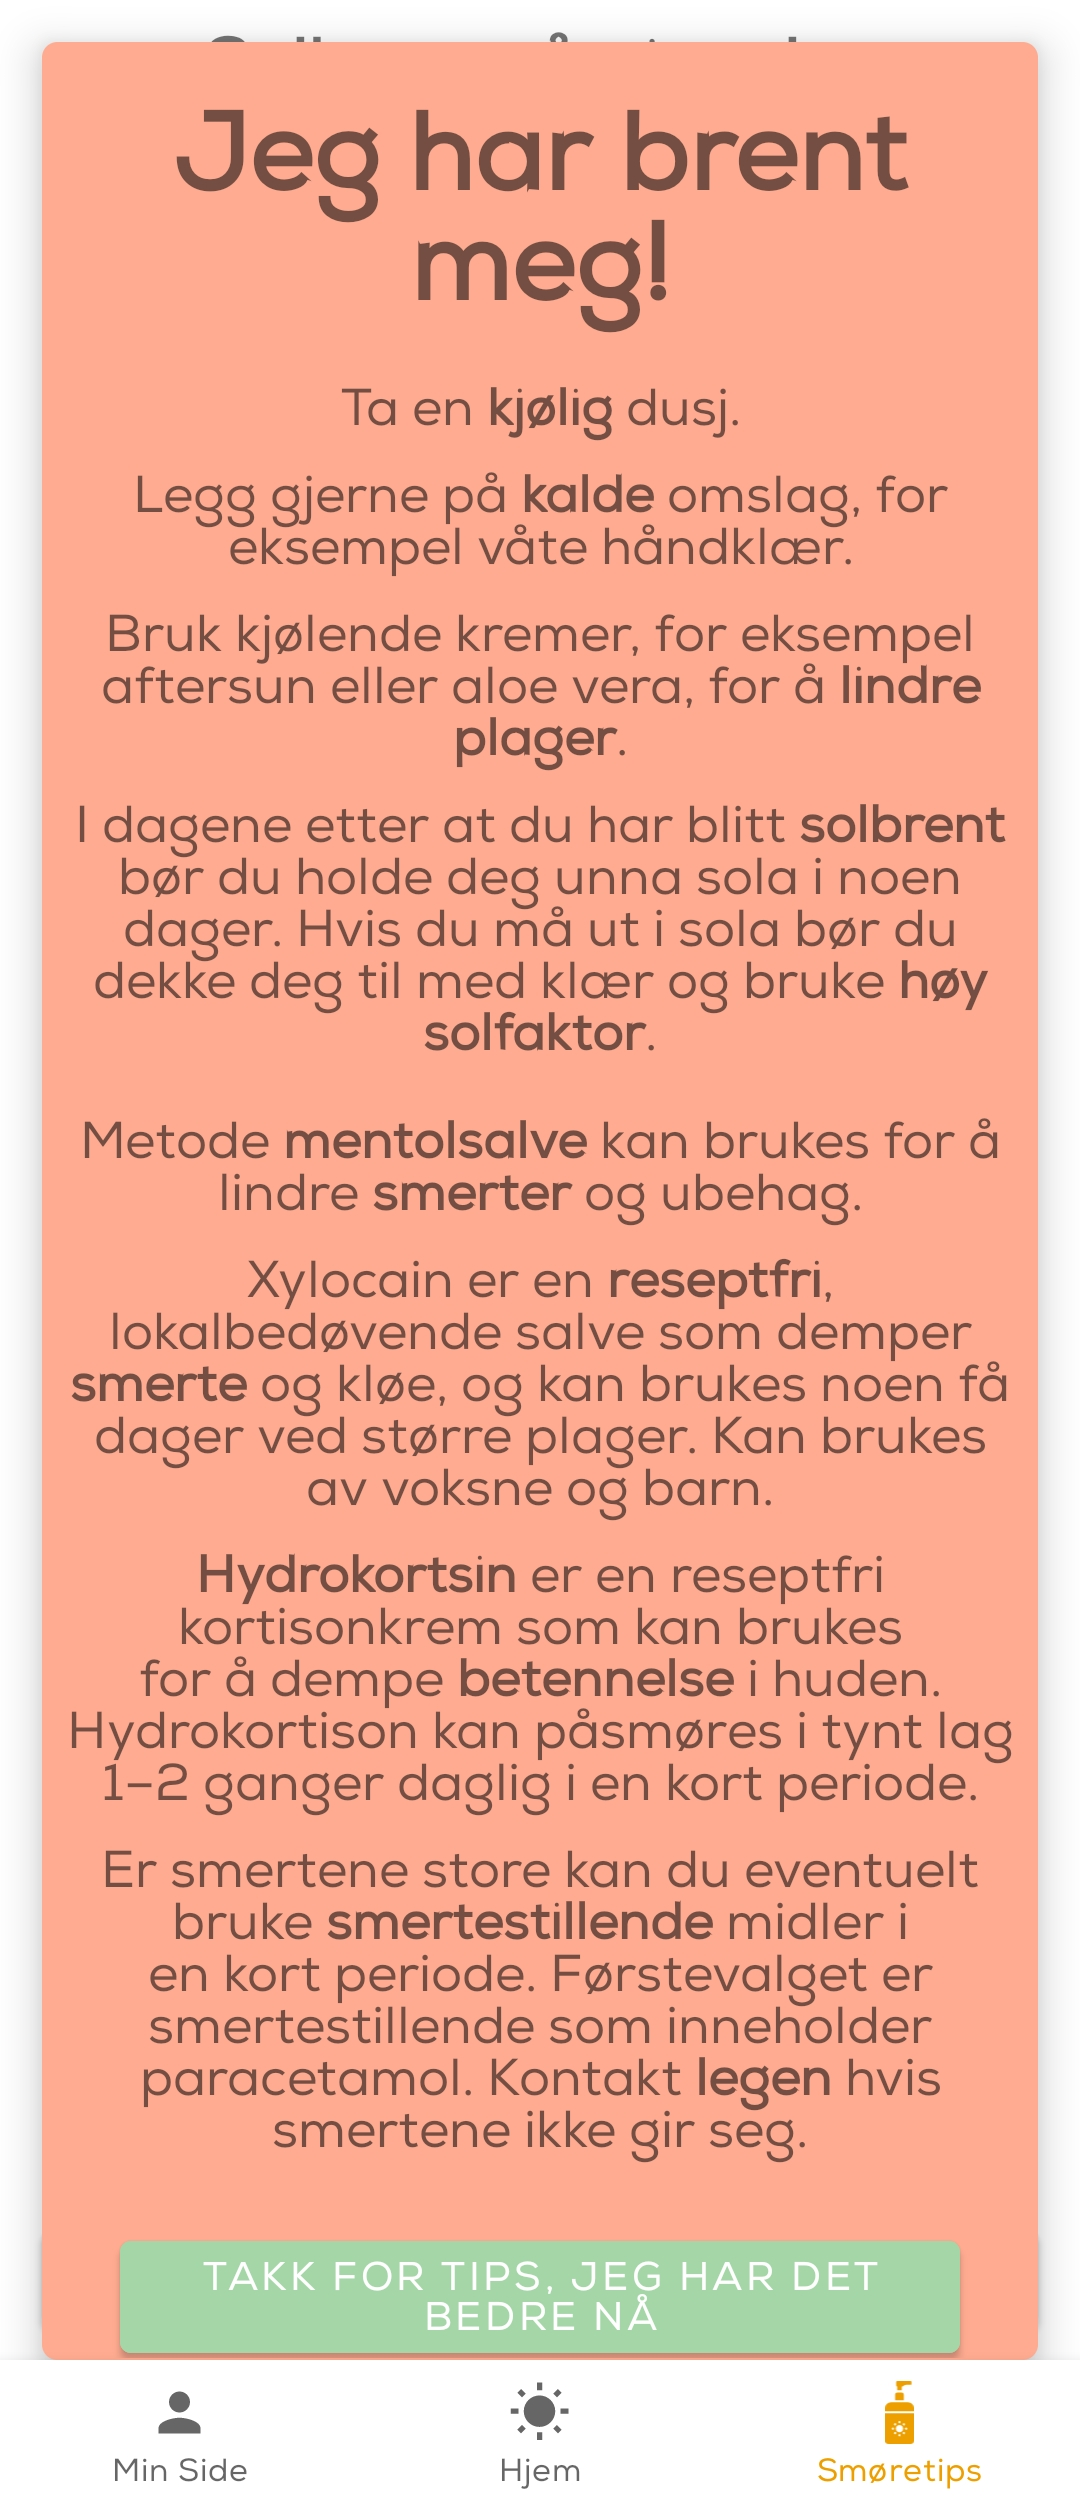 Jeg har brent
meg!
Ta en kjølig dusj.
Legg gjerne på kalde omslag, for
eksempel våte håndklær.
Bruk kjølende kremer, for eksempel
aftersun eller aloe vera, for å lindre
plager.
I dagene etter at du har blitt solbrent
bør du holde deg unna sola i noen
dager. Hvis du må ut i sola bør du
dekke deg til med klær og bruke høy
solfaktor.
Metode mentolsalve kan brukes for å
lindre smerter og ubehag.
Xylocain er en reseptfri,
lokalbedøvende salve som demper
smerte og kløe, og kan brukes noen få
dager ved større plager. Kan brukes
av voksne og barn.
Hydrokortsin er en reseptfri
kortisonkrem som kan brukes
for å dempe betennelse i huden.
Hydrokortison kan påsmøres i tynt lag
1–2 ganger daglig i en kort periode.
Er smertene store kan du eventuelt
bruke smertestillende midler i
en kort periode. Førstevalget er
smertestillende som inneholder
paracetamol. Kontakt legen hvis
smertene ikke gir seg.
TAKK FOR TIPS, JEG HAR DET
BEDRE NÅ
Min Side
Hjem
Smøretips